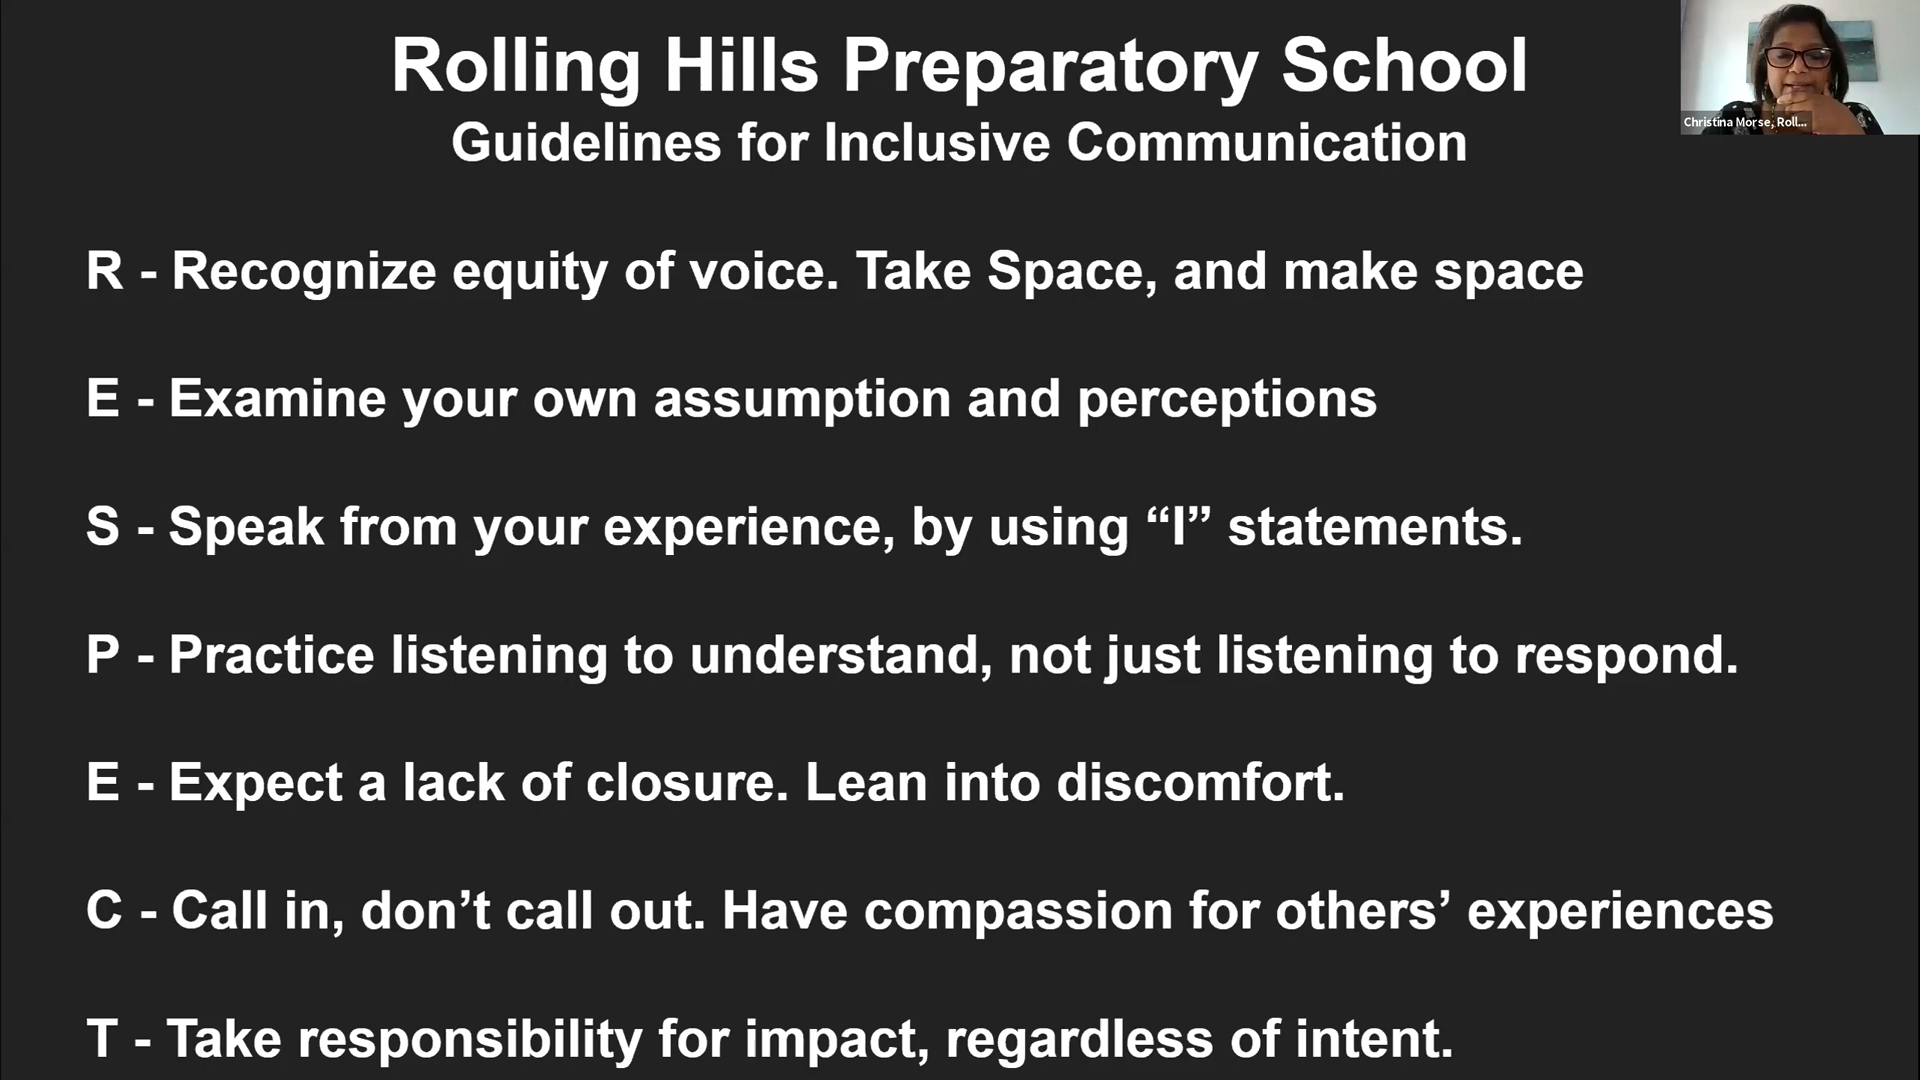 Rolling Hills Preparatory School
Guidelines for Inclusive Communication
Christina Morse, Roll...
R - Recognize equity of voice. Take Space, and make space
E - Examine your own assumption and perceptions
S - Speak from your experience, by using “I” statements.
P - Practice listening to understand, not just listening to respond.
E - Expect a lack of closure. Lean into discomfort.
C - Call in, don’t call out. Have compassion for others’ experiences
T - Take responsibility for impact, regardless of intent.